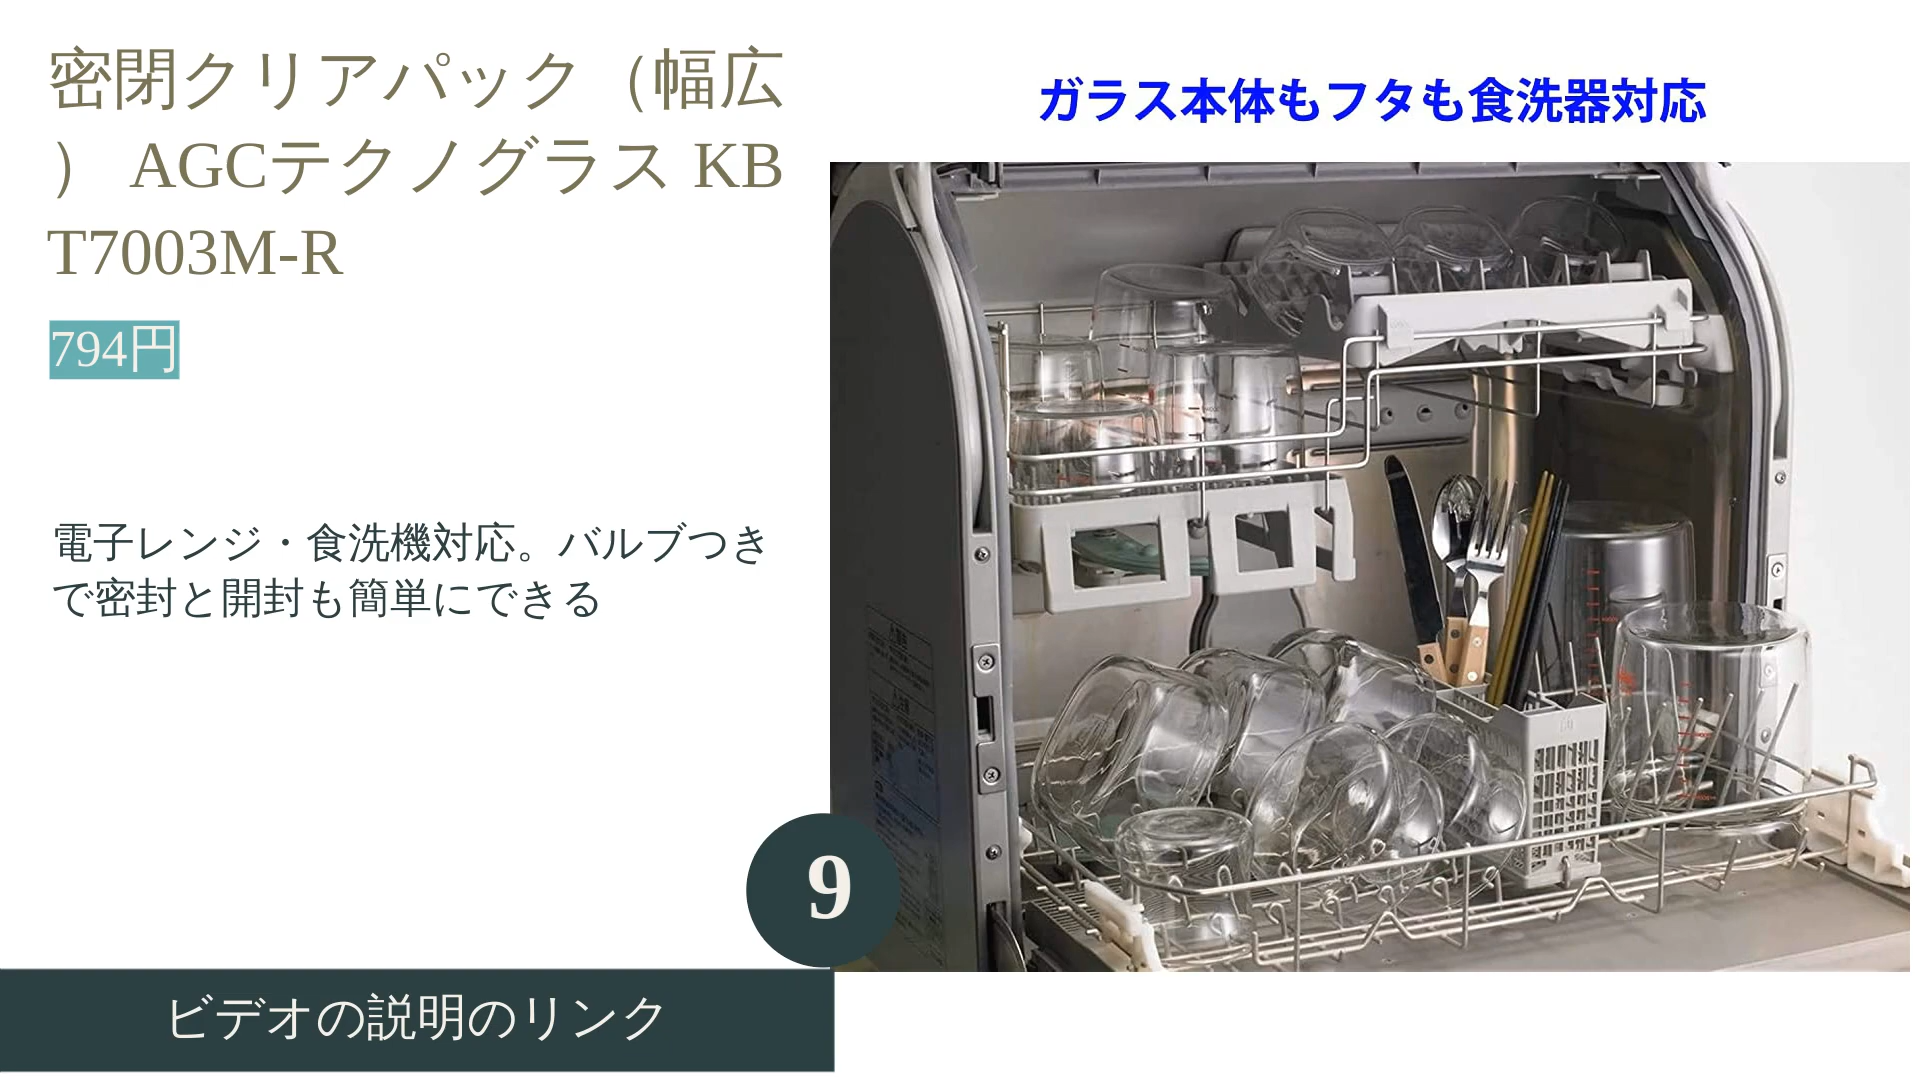 密閉クリアパック（幅広
） AGCテクノグラス KB
T7003M-R
794円
電子レンジ・食洗機対応。バルブつき
で密封と開封も簡単にできる
ガラス本体もフタも食洗器対応
9
ビデオの説明のリンク